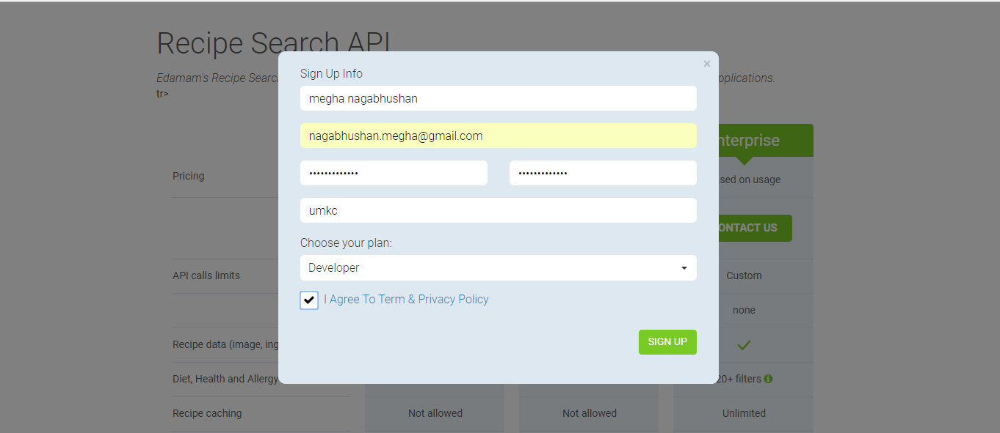 Recipe Search API
Edamam's Recipe Searc
pplications.
tr>
Sign Up Info
×
megha nagabhushan
nagabhushan.megha@gmail.com
•••••••••••••
•••••••••••••
umkc
Choose your plan:
Developer
I Agree To Term & Privacy Policy
SIGN UP
nterprise
Pricing
sed on usage
ONTACT US
API calls limits
Custom
none
Recipe data (image, ing
Diet, Health and Allergy
20+ filters
Recipe caching
Not allowed
Not allowed
Unlimited